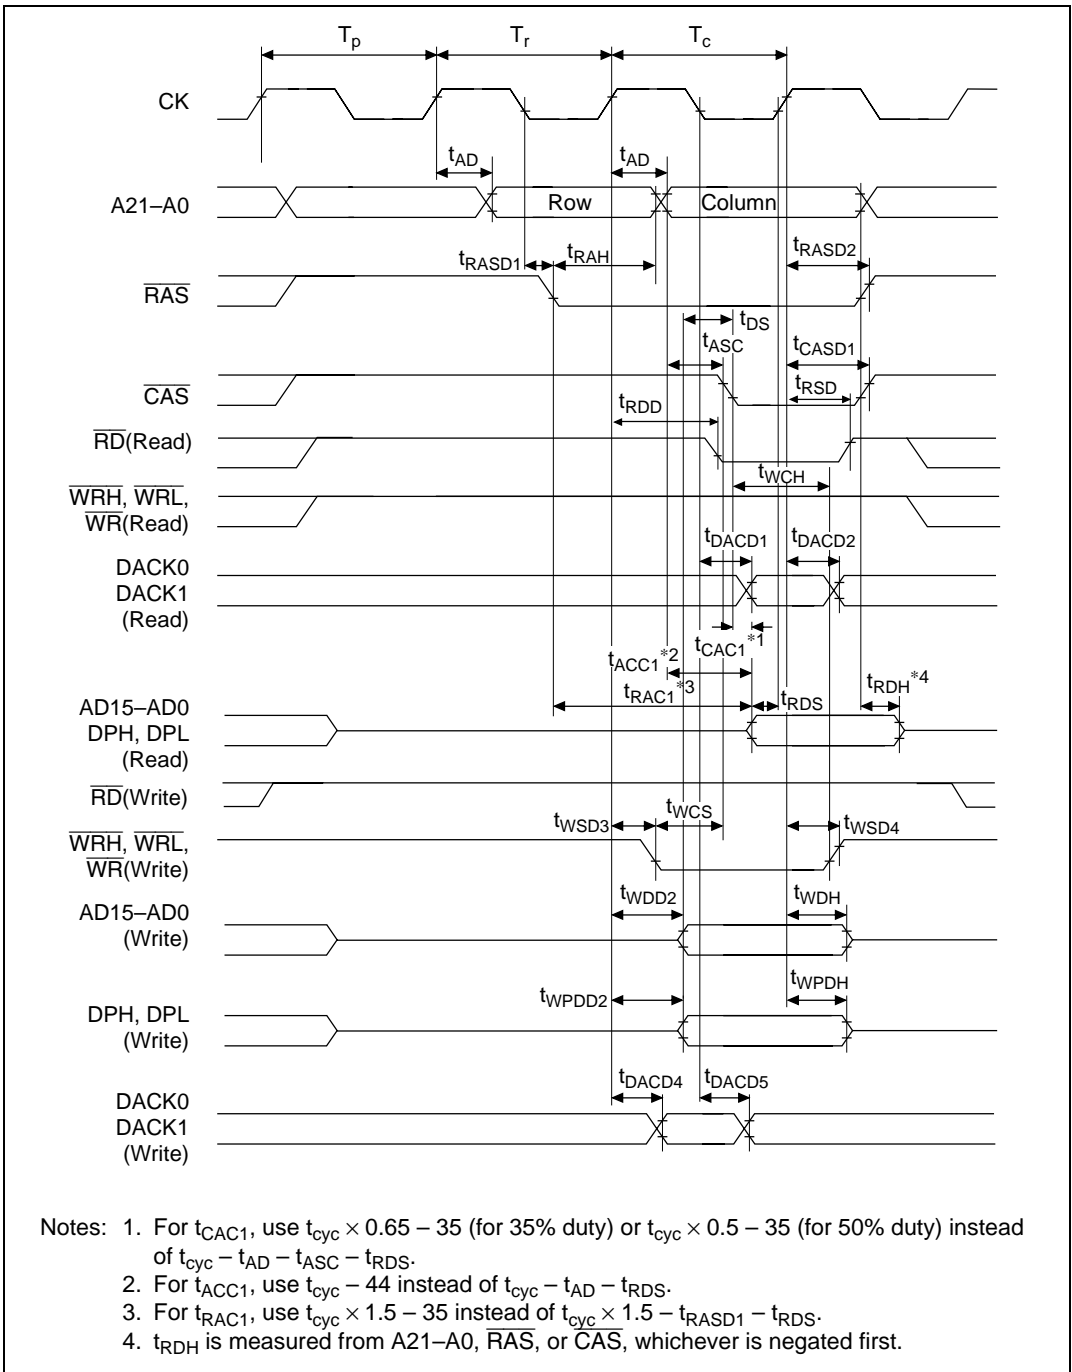 Tp Tr Tc
CK
tAD tAD
A21–A0 Row Column
tRASD1 tRAH tRASD2
RAS
tDS
tASC tCASD1
CAS tRSD
tRDD
RD(Read)
tWCH
WRH, WRL,
WR(Read)
tDACD1 tDACD2
DACK0
DACK1
(Read)
tCAC1*1
tACC1*2
tRAC1*3 tRDS tRDH*4
AD15–AD0
DPH, DPL
(Read)
RD(Write)
tWSD3 tWCS tWSD4
WRH, WRL,
WR(Write)
tWDD2 tWDH
AD15–AD0
(Write)
tWPDD2 tWPDH
DPH, DPL
(Write)
tDACD4 tDACD5
DACK0
DACK1
(Write)
Notes: 1. For tCAC1, use tcyc × 0.65 – 35 (for 35% duty) or tcyc × 0.5 – 35 (for 50% duty) instead
of tcyc – tAD – tASC – tRDS.
2. For tACC1, use tcyc – 44 instead of tcyc – tAD – tRDS.
3. For tRAC1, use tcyc × 1.5 – 35 instead of tcyc × 1.5 – tRASD1 – tRDS.
4. tRDH is measured from A21–A0, RAS, or CAS, whichever is negated first.